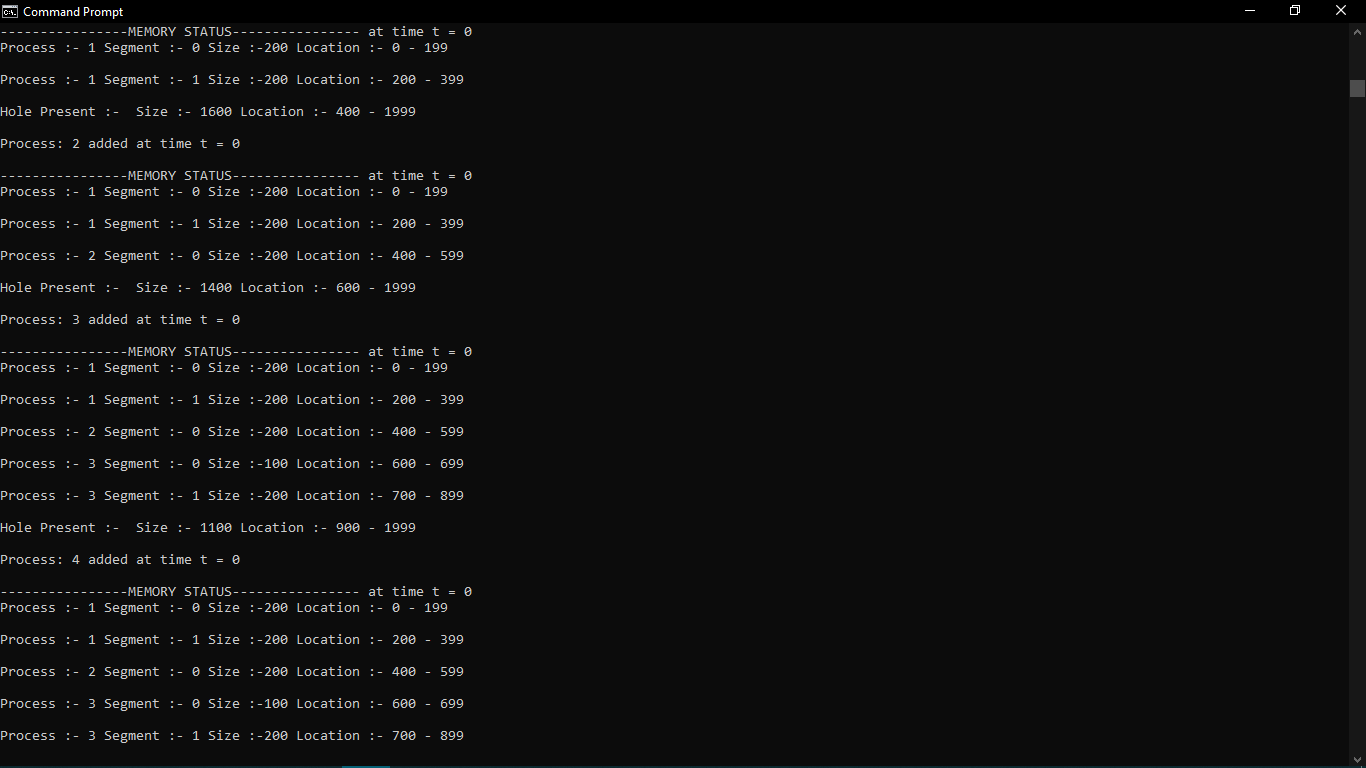 Command Prompt
----------------MEMORY STATUS---------------- at time t = 0
Process :- 1 Segment :- 0 Size :-200 Location :- 0 - 199
Process :- 1 Segment :- 1 Size :-200 Location :- 200 - 399
Hole Present :-  Size :- 1600 Location :- 400 - 1999
Process: 2 added at time t = 0
----------------MEMORY STATUS---------------- at time t = 0
Process :- 1 Segment :- 0 Size :-200 Location :- 0 - 199
Process :- 1 Segment :- 1 Size :-200 Location :- 200 - 399
Process :- 2 Segment :- 0 Size :-200 Location :- 400 - 599
Hole Present :-  Size :- 1400 Location :- 600 - 1999
Process: 3 added at time t = 0
----------------MEMORY STATUS---------------- at time t = 0
Process :- 1 Segment :- 0 Size :-200 Location :- 0 - 199
Process :- 1 Segment :- 1 Size :-200 Location :- 200 - 399
Process :- 2 Segment :- 0 Size :-200 Location :- 400 - 599
Process :- 3 Segment :- 0 Size :-100 Location :- 600 - 699
Process :- 3 Segment :- 1 Size :-200 Location :- 700 - 899
Hole Present :-  Size :- 1100 Location :- 900 - 1999
Process: 4 added at time t = 0
----------------MEMORY STATUS---------------- at time t = 0
Process :- 1 Segment :- 0 Size :-200 Location :- 0 - 199
Process :- 1 Segment :- 1 Size :-200 Location :- 200 - 399
Process :- 2 Segment :- 0 Size :-200 Location :- 400 - 599
Process :- 3 Segment :- 0 Size :-100 Location :- 600 - 699
Process :- 3 Segment :- 1 Size :-200 Location :- 700 - 899